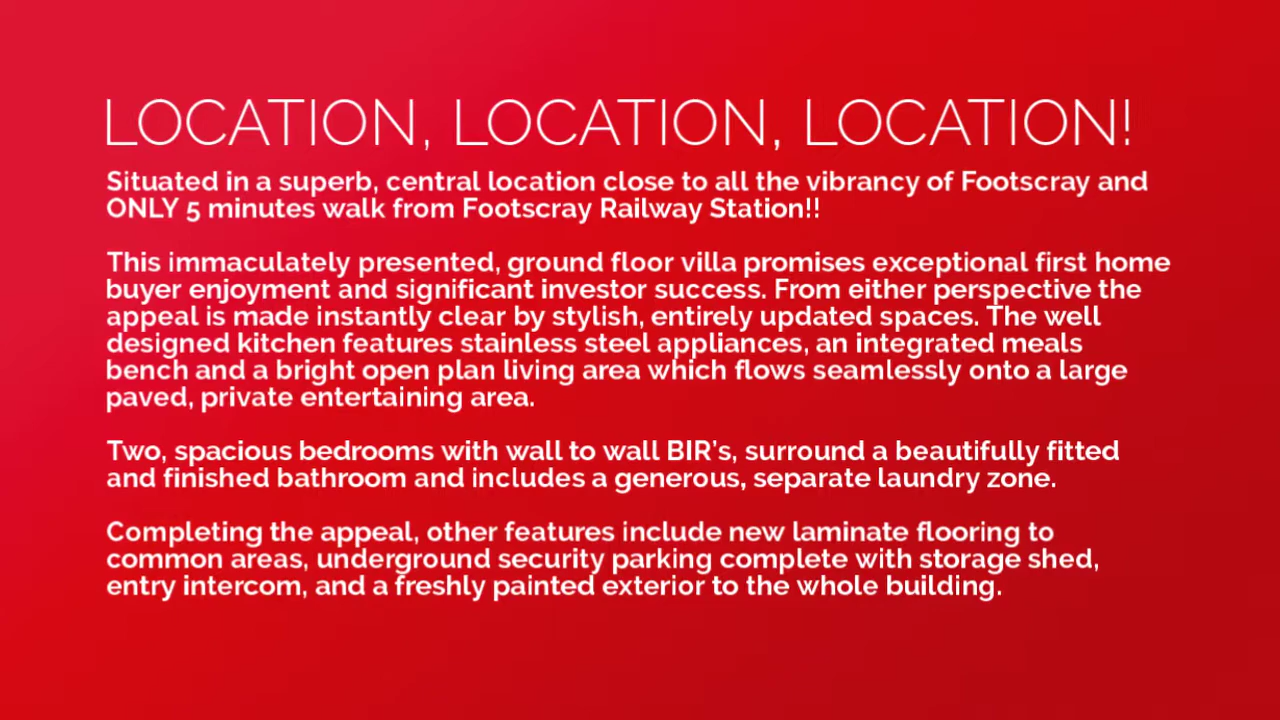 LOCATION, LOCATION, LOCATION!
Situated in a superb, central location close to all the vibrancy of Footscray and
ONLY 5 minutes walk from Footscray Railway Station!!
This immaculately presented, ground floor villa promises exceptional first home
buyer enjoyment and significant investor success. From either perspective the
appeal is made instantly clear by stylish, entirely updated spaces. The well
designed kitchen features stainless steel appliances, an integrated meals
bench and a bright open plan living area which flows seamlessly onto a large
paved, private entertaining area.
Two, spacious bedrooms with wall to wall BIR's, surround a beautifully fitted
and finished bathroom and includes a generous, separate laundry zone.
Completing the appeal, other features include new laminate flooring to
common areas, underground security parking complete with storage shed,
entry intercom, and a freshly painted exterior to the whole building.